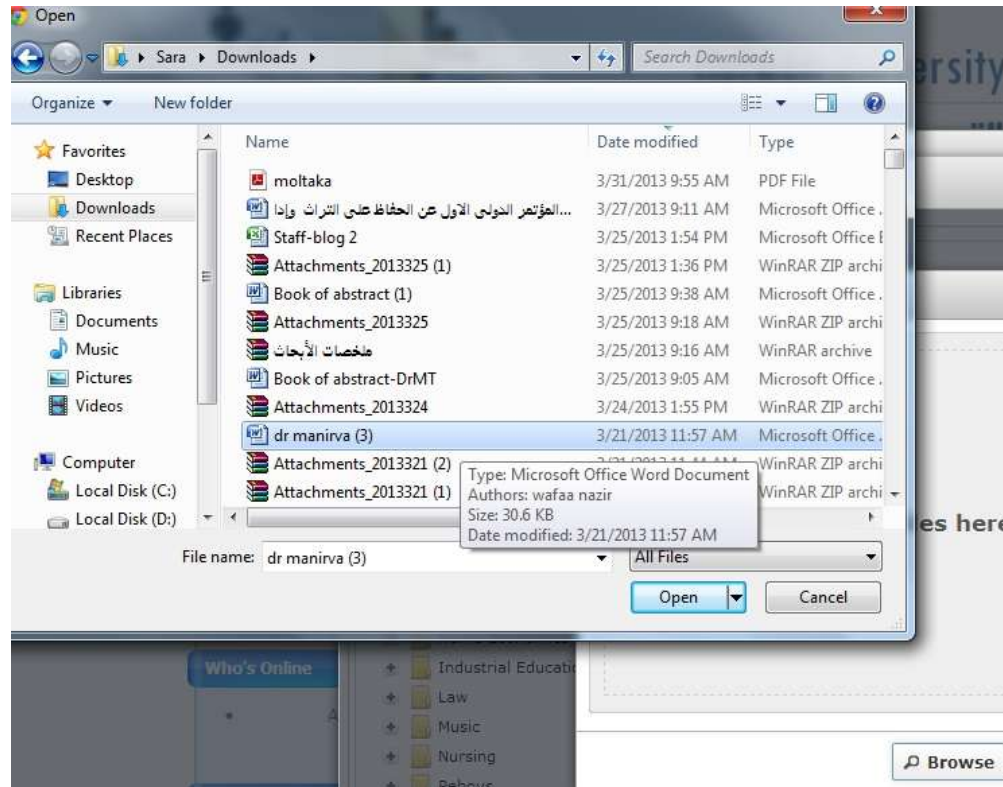 Open
Sara Downloads
Search Downloads
ersity
Organize New folder
Favorites
Desktop
Downloads
Recent Places
Libraries
Documents
Music
Pictures
Videos
Computer
Local Disk (C:)
Local Disk (D:)
Name Date modified Type
moltaka 3/31/2013 9:55 AM PDF File
المؤتمر الدولى الاول عن الحفاظ على التراث وإدا... 3/27/2013 9:11 AM Microsoft Office .
Staff-blog 2 3/25/2013 1:54 PM Microsoft Office E
Attachments_2013325 (1) 3/25/2013 1:36 PM WinRAR ZIP archi
Book of abstract (1) 3/25/2013 9:38 AM Microsoft Office .
Attachments_2013325 3/25/2013 9:18 AM WinRAR ZIP archi
ملخصات الأبحاث 3/25/2013 9:16 AM WinRAR archive
Book of abstract-DrMT 3/25/2013 9:05 AM Microsoft Office .
Attachments_2013324 3/24/2013 1:55 PM WinRAR ZIP archi
dr manirva (3) 3/21/2013 11:57 AM Microsoft Office .
Attachments_2013321 (2) WinRAR ZIP archi
Attachments_2013321 (1) WinRAR ZIP archi
Type: Microsoft Office Word Document
Authors: wafaa nazir
Size: 30.6 KB
Date modified: 3/21/2013 11:57 AM
es here
File name: dr manirva (3) All Files
Open Cancel
Who's Online
Industrial Educati
Law
A
Music
Nursing
Browse